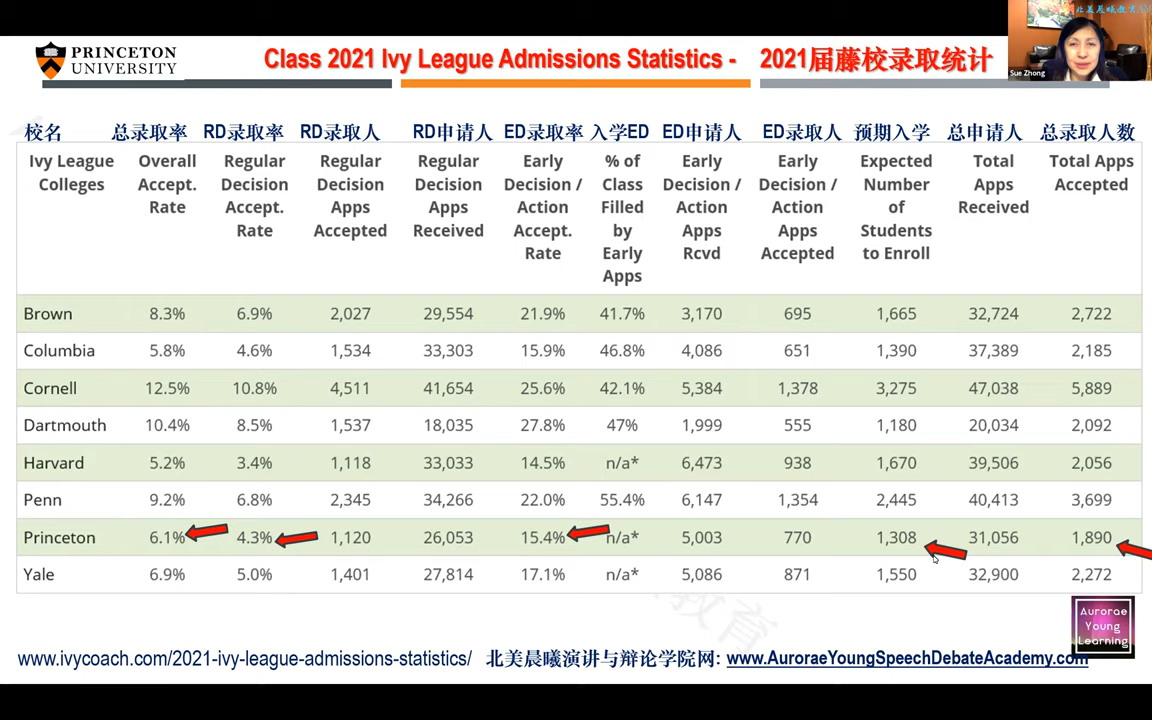 北美晨曦教育
Sue Zhong
PRINCETON
UNIVERSITY
Class 2021 Ivy League Admissions Statistics - 2021届藤校录取统计
校名 总录取率 RD录取率 RD录取人 RD申请人 ED录取率 入学ED ED申请人 ED录取人 预期入学 总申请人 总录取人数
Ivy League Overall Regular Regular Regular Early % of Early Early Expected Total Total Apps
Colleges Accept. Decision Decision Decision Decision / Class Decision / Decision / Number Apps Accepted
Rate Accept. Apps Apps Action Filled Action Action of Received
Rate Accepted Received Accept. by Apps Apps Students
Rate Early Rcvd Accepted to Enroll
Apps
Brown 8.3% 6.9% 2,027 29,554 21.9% 41.7% 3,170 695 1,665 32,724 2,722
Columbia 5.8% 4.6% 1,534 33,303 15.9% 46.8% 4,086 651 1,390 37,389 2,185
Cornell 12.5% 10.8% 4,511 41,654 25.6% 42.1% 5,384 1,378 3,275 47,038 5,889
Dartmouth 10.4% 8.5% 1,537 18,035 27.8% 47% 1,999 555 1,180 20,034 2,092
Harvard 5.2% 3.4% 1,118 33,033 14.5% n/a* 6,473 938 1,670 39,506 2,056
Penn 9.2% 6.8% 2,345 34,266 22.0% 55.4% 6,147 1,354 2,445 40,413 3,699
Princeton 6.1% 4.3% 1,120 26,053 15.4% n/a* 5,003 770 1,308 31,056 1,890
Yale 6.9% 5.0% 1,401 27,814 17.1% n/a* 5,086 871 1,550 32,900 2,272
教育
Aurorae
Young
Learning
www.ivycoach.com/2021-ivy-league-admissions-statistics/ 北美晨曦演讲与辩论学院网: www.AuroraeYoungSpeechDebateAcademy.com